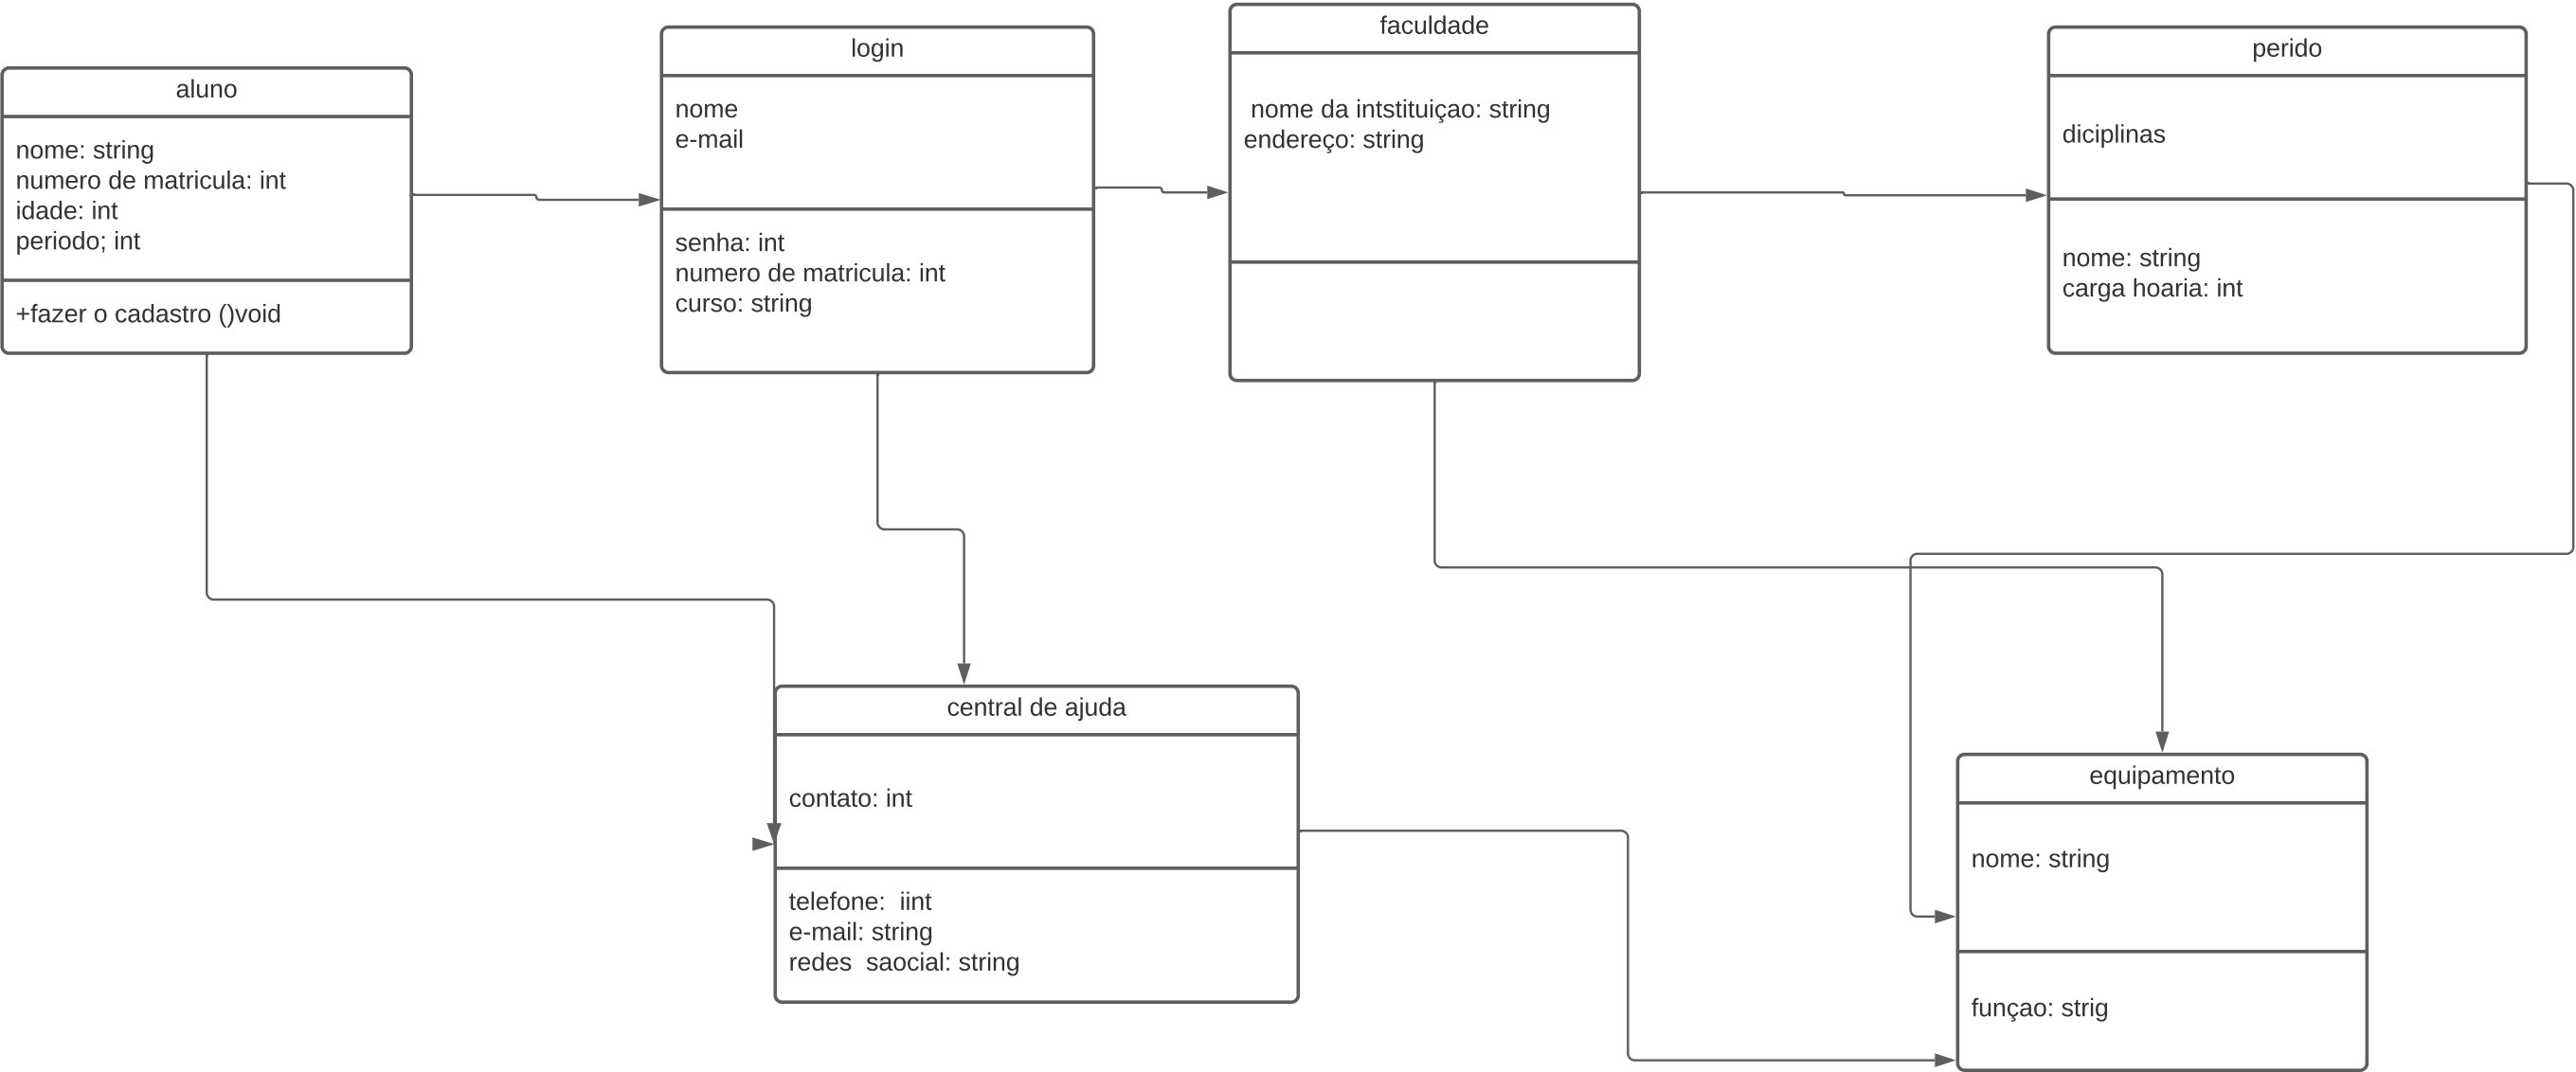 aluno
nome: string
numero de matricula: int
idade: int
periodo; int
+fazer o cadastro ()void
login
nome
e-mail
senha: int
numero de matricula: int
curso: string
faculdade
nome da intstituiçao: string
endereço: string
perido
diciplinas
nome: string
carga hoaria: int
central de ajuda
contato: int
telefone:  iint
e-mail: string
redes  saocial: string
equipamento
nome: string
funçao: strig